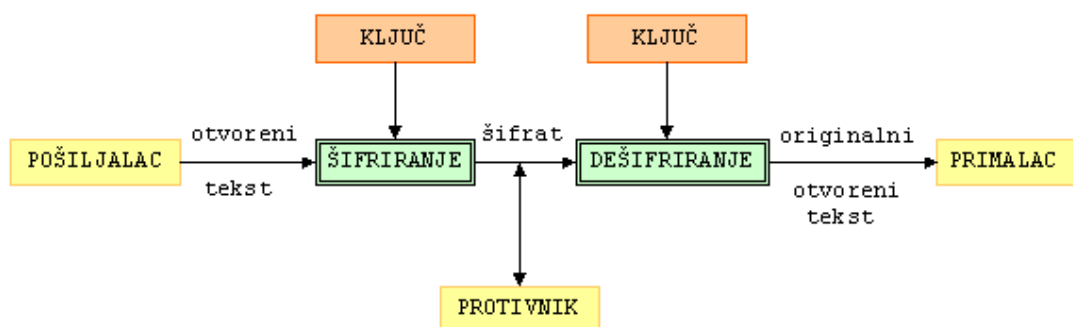 KLJUČ
KLJUČ
otvoreni
šifrat
originalni
POŠILJALAC
ŠIFRIRANJE
DEŠIFRIRANJE
PRIMALAC
tekst
otvoreni
tekst
PROTIVNIK